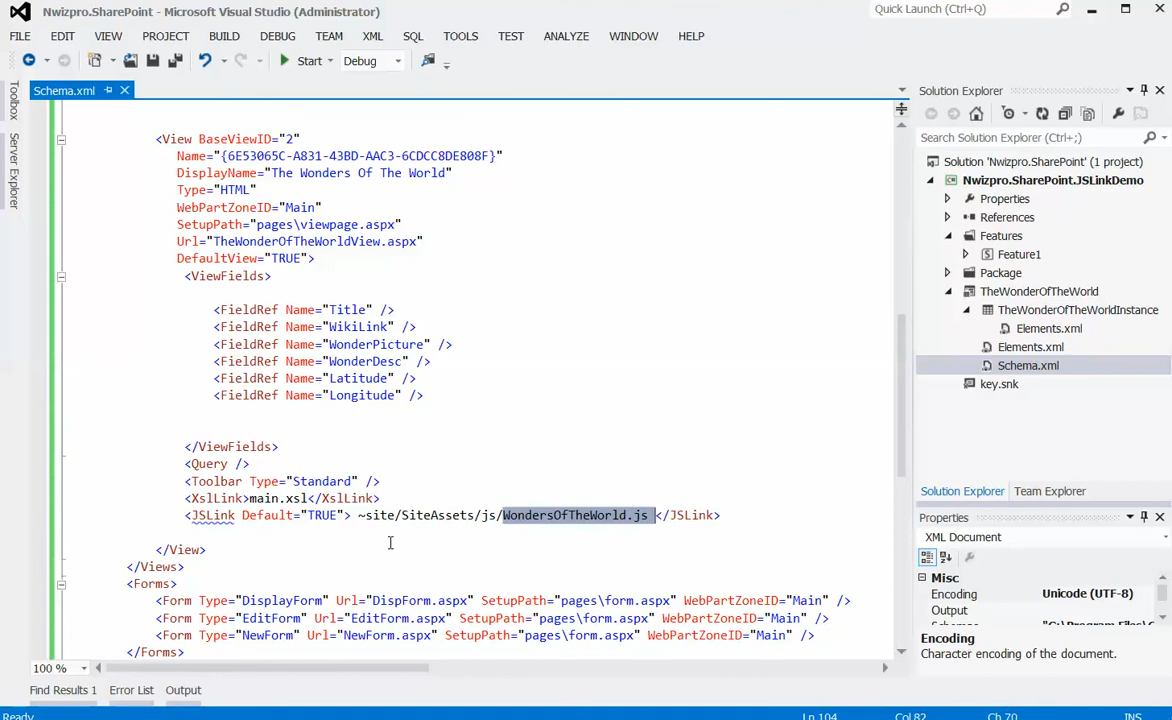 Nwizpro.SharePoint - Microsoft Visual Studio (Administrator)
Quick Launch (Ctrl+Q)
FILE EDIT VIEW PROJECT BUILD DEBUG TEAM XML SQL TOOLS TEST ANALYZE WINDOW HELP
Start Debug
Toolbox
Server Explorer
Schema.xml
<View BaseViewID="2"
Name="{6E53065C-A831-43BD-AAC3-6CDCC8DE808F}"
DisplayName="The Wonders Of The World"
Type="HTML"
WebPartZoneID="Main"
SetupPath="pages\viewpage.aspx"
Url="TheWonderOfTheWorldView.aspx"
DefaultView="TRUE">
<ViewFields>
<FieldRef Name="Title" />
<FieldRef Name="WikiLink" />
<FieldRef Name="WonderPicture" />
<FieldRef Name="WonderDesc" />
<FieldRef Name="Latitude" />
<FieldRef Name="Longitude" />
</ViewFields>
<Query />
<Toolbar Type="Standard" />
<XslLink>main.xsl</XslLink>
<JSLink Default="TRUE"> ~site/SiteAssets/js/WondersOfTheWorld.js </JSLink>
</View>
</Views>
<Forms>
<Form Type="DisplayForm" Url="DispForm.aspx" SetupPath="pages\form.aspx" WebPartZoneID="Main" />
<Form Type="EditForm" Url="EditForm.aspx" SetupPath="pages\form.aspx" WebPartZoneID="Main" />
<Form Type="NewForm" Url="NewForm.aspx" SetupPath="pages\form.aspx" WebPartZoneID="Main" />
</Forms>
100 %
Find Results 1 Error List Output
Solution Explorer
Search Solution Explorer (Ctrl+;)
Solution 'Nwizpro.SharePoint' (1 project)
Nwizpro.SharePoint.JSLinkDemo
Properties
References
Features
Feature1
Package
TheWonderOfTheWorld
TheWonderOfTheWorldInstance
Elements.xml
Elements.xml
Schema.xml
key.snk
Solution Explorer Team Explorer
Properties
XML Document
Misc
Encoding Unicode (UTF-8)
Output
Encoding
Character encoding of the document.
Ready Ln 104 Col 82 Ch 70 INS